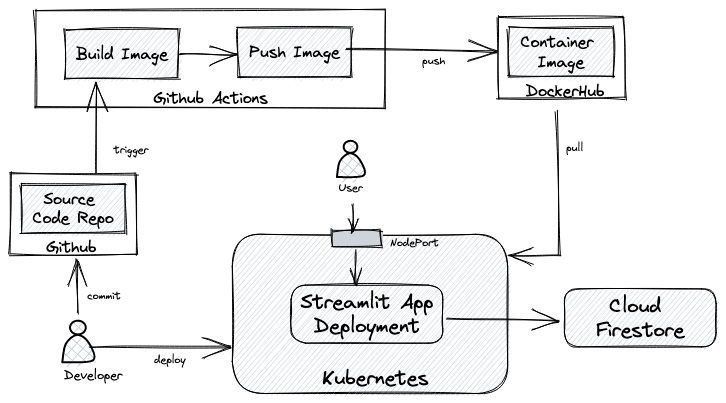 Build Image
Push Image
Github Actions
push
Container
Image
DockerHub
trigger
pull
User
Source
Code Repo
Github
NodePort
commit
Streamlit App
Deployment
Cloud
Firestore
deploy
Developer
Kubernetes